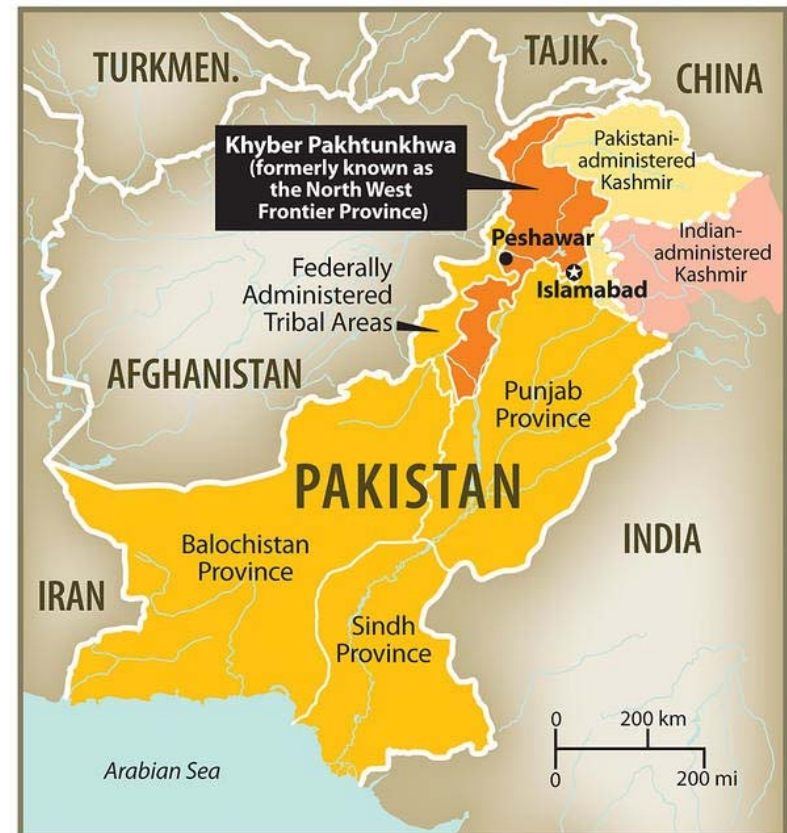 TURKMEN.
TAJIK.
CHINA
Khyber Pakhtunkhwa
(formerly known as
the North West
Frontier Province)
Pakistani-
administered
Kashmir
Indian-
administered
Kashmir
Peshawar
Islamabad
Federally
Administered
Tribal Areas
AFGHANISTAN
Punjab
Province
PAKISTAN
INDIA
Balochistan
Province
IRAN
Sindh
Province
Arabian Sea
0 200 km
0 200 mi